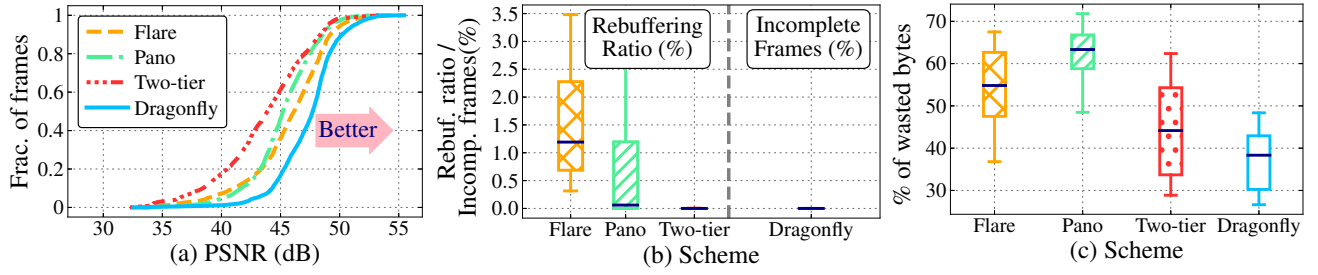 Frac. of frames
1.0
0.8
0.6
0.4
0.2
0.0
Flare
Pano
Two-tier
Dragonfly
Better
30 35 40 45 50 55
(a) PSNR (dB)
Rebuf. ratio /
Incomp. frames(%)
3.5
3.0
2.5
2.0
1.5
1.0
0.5
0.0
Rebuffering
Ratio (%)
Incomplete
Frames (%)
Flare Pano Two-tier Dragonfly
(b) Scheme
% of wasted bytes
70
60
50
40
30
Flare Pano Two-tier Dragonfly
(c) Scheme